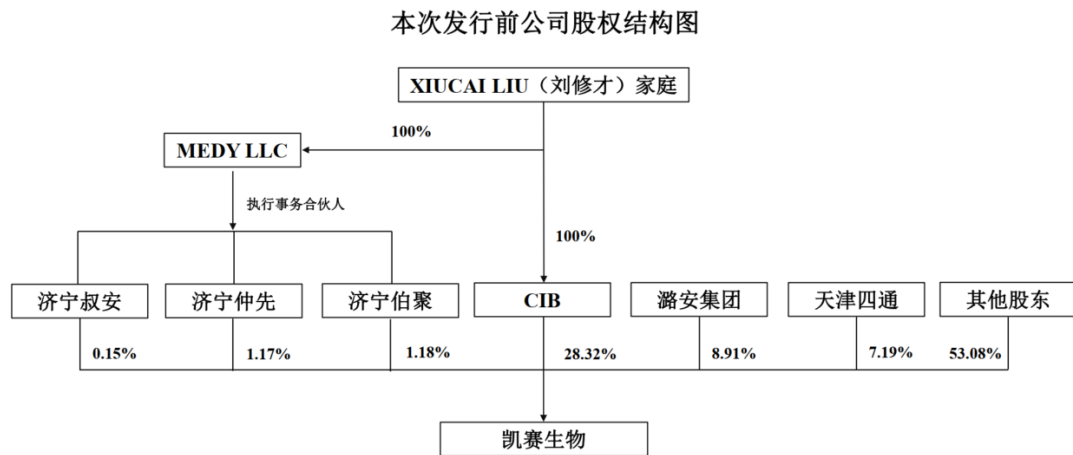 本次发行前公司股权结构图
XIUCAI LIU（刘修才）家庭
100%
MEDY LLC
执行事务合伙人
100%
济宁叔安
济宁仲先
济宁伯聚
CIB
潞安集团
天津四通
其他股东
0.15%
1.17%
1.18%
28.32%
8.91%
7.19%
53.08%
凯赛生物